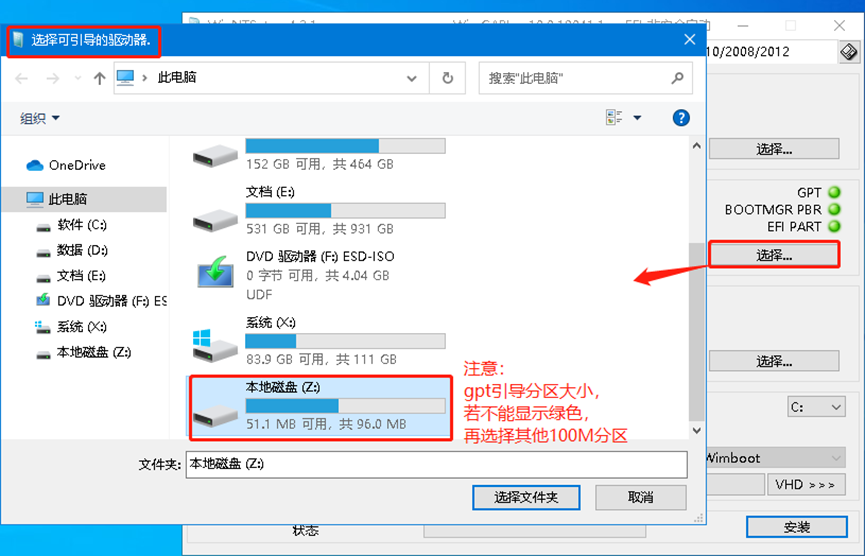 选择可引导的驱动器.
10/2008/2012
此电脑
搜索"此电脑"
组织
OneDrive
此电脑
软件 (C:)
数据 (D:)
文档 (E:)
DVD 驱动器 (F:) ES
系统 (X:)
本地磁盘 (Z:)
152 GB 可用，共 464 GB
文档 (E:)
531 GB 可用，共 931 GB
DVD 驱动器 (F:) ESD-ISO
0 字节 可用，共 4.04 GB
UDF
系统 (X:)
83.9 GB 可用，共 111 GB
本地磁盘 (Z:)
51.1 MB 可用，共 96.0 MB
注意：
gpt引导分区大小，
若不能显示绿色，
再选择其他100M分区
文件夹:
本地磁盘 (Z:)
选择文件夹
取消
选择...
GPT
BOOTMGR PBR
EFI PART
选择...
选择...
C:
Wimboot
VHD >>>
状态
安装